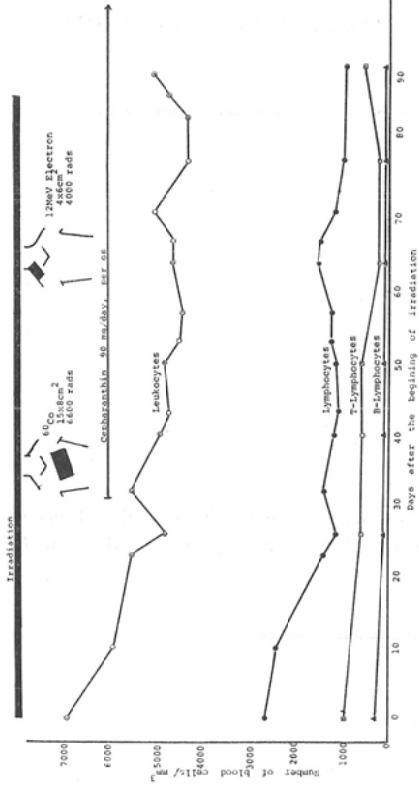 Irradiation
60Co
15x8cm2
6600 rads
12MeV Electron
4x6cm2
4000 rads
Cepharanthin 90 mg/day, per os
Leukocytes
Lymphocytes
T-Lymphocytes
B-Lymphocytes
7000
6000
5000
4000
3000
2000
1000
0
Number of blood cells/mm3
0 10 20 30 40 50 60 70 80 90
Days after the begining of irradiation